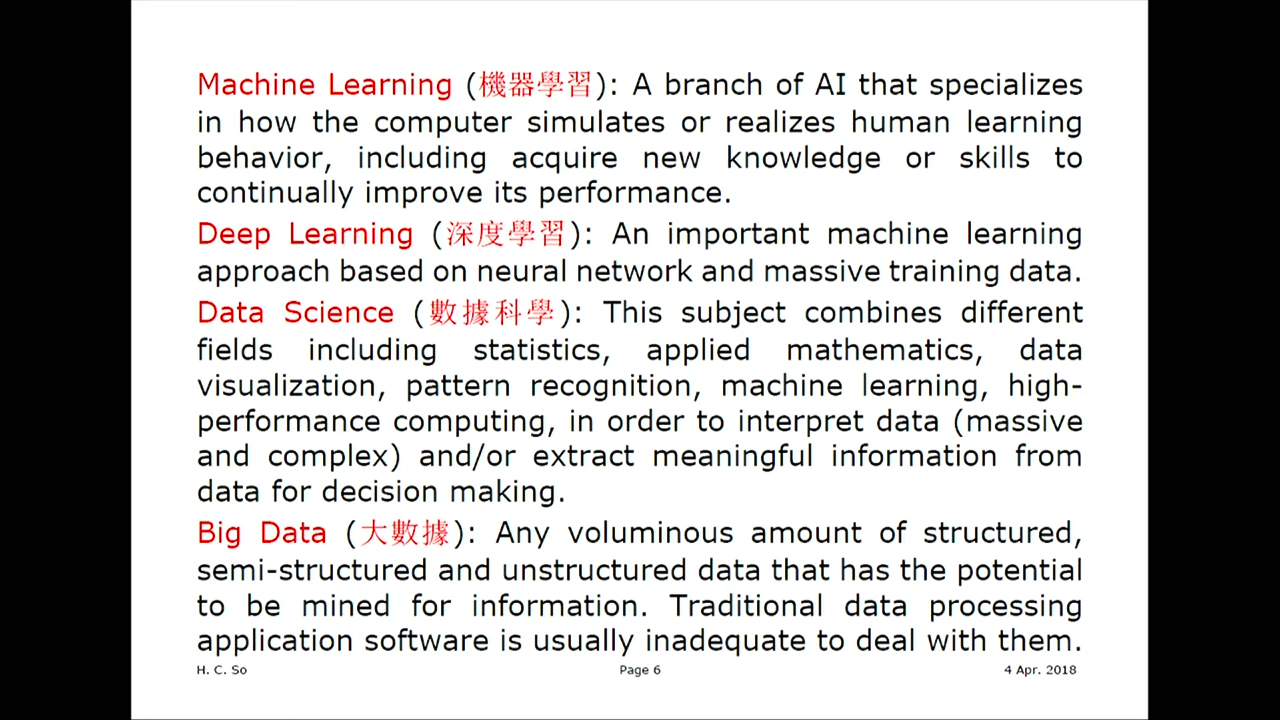 Machine Learning (機器學習): A branch of AI that specializes
in how the computer simulates or realizes human learning
behavior, including acquire new knowledge or skills to
continually improve its performance.
Deep Learning (深度學習): An important machine learning
approach based on neural network and massive training data.
Data Science (數據科學): This subject combines different
fields including statistics, applied mathematics, data
visualization, pattern recognition, machine learning, high-
performance computing, in order to interpret data (massive
and complex) and/or extract meaningful information from
data for decision making.
Big Data (大數據): Any voluminous amount of structured,
semi-structured and unstructured data that has the potential
to be mined for information. Traditional data processing
application software is usually inadequate to deal with them.
H. C. So Page 6 4 Apr. 2018